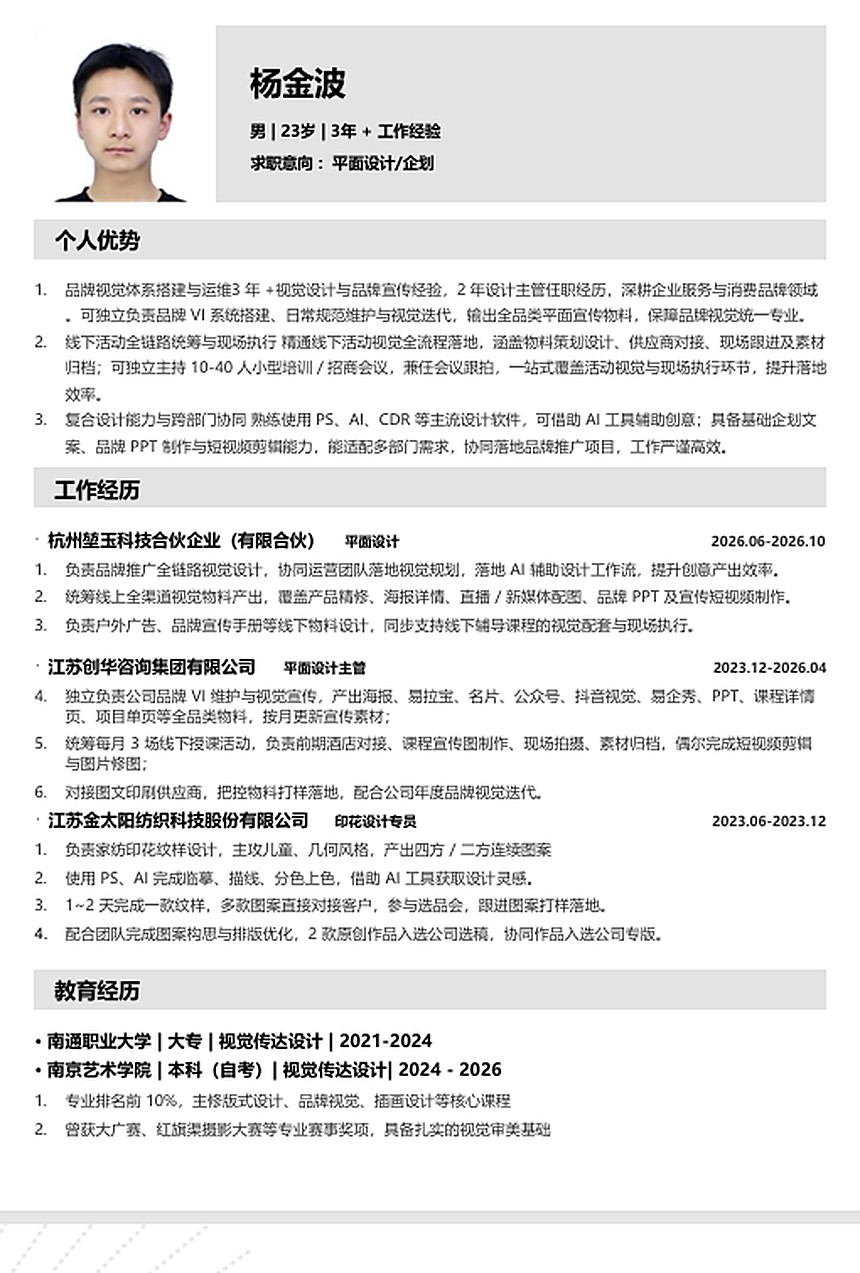 杨金波
男 | 23岁 | 3年 + 工作经验
求职意向 : 平面设计/企划
个人优势
1. 品牌视觉体系搭建与运维3 年 +视觉设计与品牌宣传经验，2 年设计主管任职经历，深耕企业服务与消费品牌领域
。可独立负责品牌 VI 系统搭建、日常规范维护与视觉迭代，输出全品类平面宣传物料，保障品牌视觉统一专业。
2. 线下活动全链路统筹与现场执行 精通线下活动视觉全流程落地，涵盖物料策划设计、供应商对接、现场跟进及素材
归档；可独立主持 10-40 人小型培训 / 招商会议，兼任会议跟拍，一站式覆盖活动视觉与现场执行环节，提升落地
效率。
3. 复合设计能力与跨部门协同 熟练使用 PS、AI、CDR 等主流设计软件，可借助 AI 工具辅助创意；具备基础企划文
案、品牌 PPT 制作与短视频剪辑能力，能适配多部门需求，协同落地品牌推广项目，工作严谨高效。
工作经历
· 杭州堃玉科技合伙企业（有限合伙） 平面设计 2026.06-2026.10
1. 负责品牌推广全链路视觉设计，协同运营团队落地视觉规划，落地 AI 辅助设计工作流，提升创意产出效率。
2. 统筹线上全渠道视觉物料产出，覆盖产品精修、海报详情、直播 / 新媒体配图、品牌 PPT 及宣传短视频制作。
3. 负责户外广告、品牌宣传手册等线下物料设计，同步支持线下辅导课程的视觉配套与现场执行。
· 江苏创华咨询集团有限公司 平面设计主管 2023.12-2026.04
4. 独立负责公司品牌 VI 维护与视觉宣传，产出海报、易拉宝、名片、公众号、抖音视觉、易企秀、PPT、课程详情
页、项目单页等全品类物料，按月更新宣传素材；
5. 统筹每月 3 场线下授课活动，负责前期酒店对接、课程宣传图制作、现场拍摄、素材归档，偶尔完成短视频剪辑
与图片修图；
6. 对接图文印刷供应商，把控物料打样落地，配合公司年度品牌视觉迭代。
· 江苏金太阳纺织科技股份有限公司 印花设计专员 2023.06-2023.12
1. 负责家纺印花纹样设计，主攻儿童、几何风格，产出四方 / 二方连续图案
2. 使用 PS、AI 完成临摹、描线、分色上色，借助 AI 工具获取设计灵感。
3. 1~2 天完成一款纹样，多款图案直接对接客户，参与选品会，跟进图案打样落地。
4. 配合团队完成图案构思与排版优化，2 款原创作品入选公司选稿，协同作品入选公司专版。
教育经历
• 南通职业大学 | 大专 | 视觉传达设计 | 2021-2024
• 南京艺术学院 | 本科（自考）| 视觉传达设计| 2024 - 2026
1. 专业排名前 10%，主修版式设计、品牌视觉、插画设计等核心课程
2. 曾获大广赛、红旗渠摄影大赛等专业赛事奖项，具备扎实的视觉审美基础